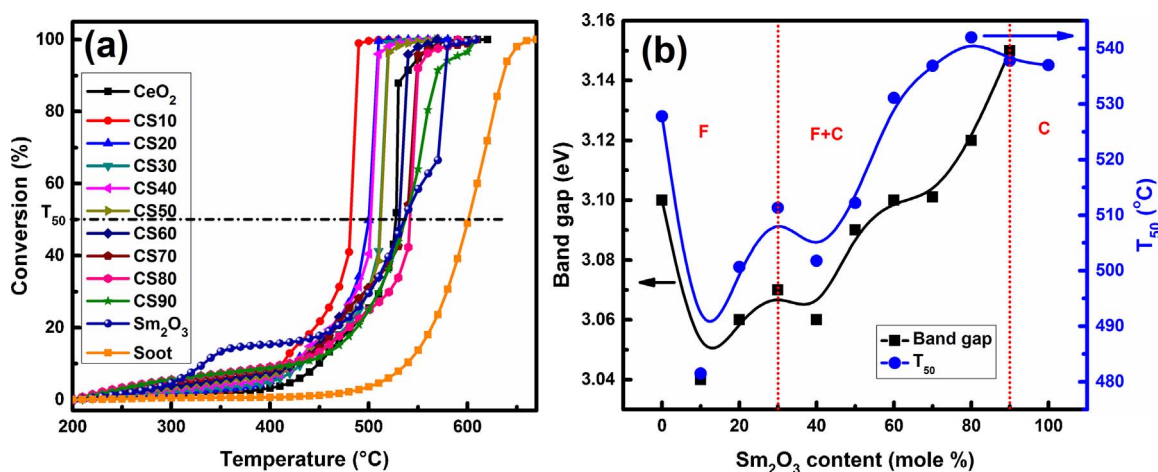 (a)
100
80
60
T50
40
20
0
Conversion (%)
CeO2
CS10
CS20
CS30
CS40
CS50
CS60
CS70
CS80
CS90
Sm2O3
Soot
200
300
400
500
600
Temperature (°C)
(b)
3.16
3.14
3.12
3.10
3.08
3.06
3.04
Band gap (eV)
F
F+C
C
Band gap
T50
540
530
520
510
500
490
480
T50 (°C)
0
20
40
60
80
100
Sm2O3 content (mole %)